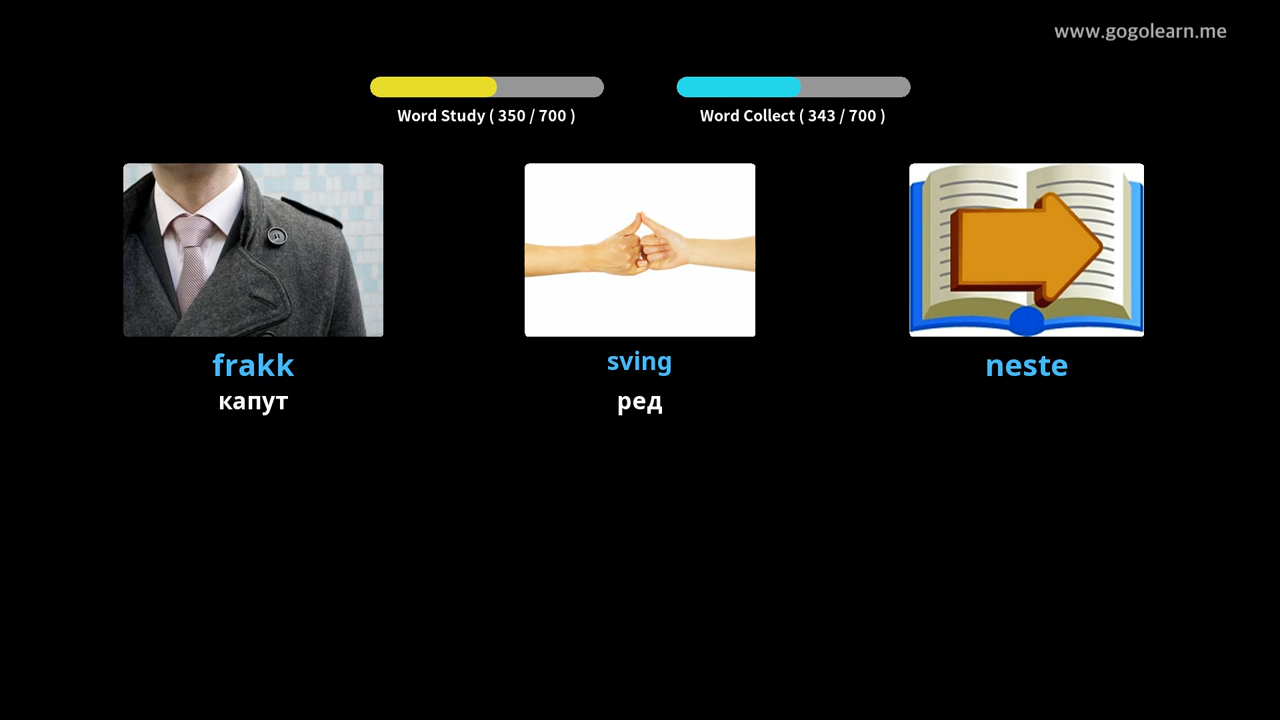 www.gogolearn.me
Word Study ( 350 / 700 )
Word Collect ( 343 / 700 )
frakk
капут
sving
ред
neste